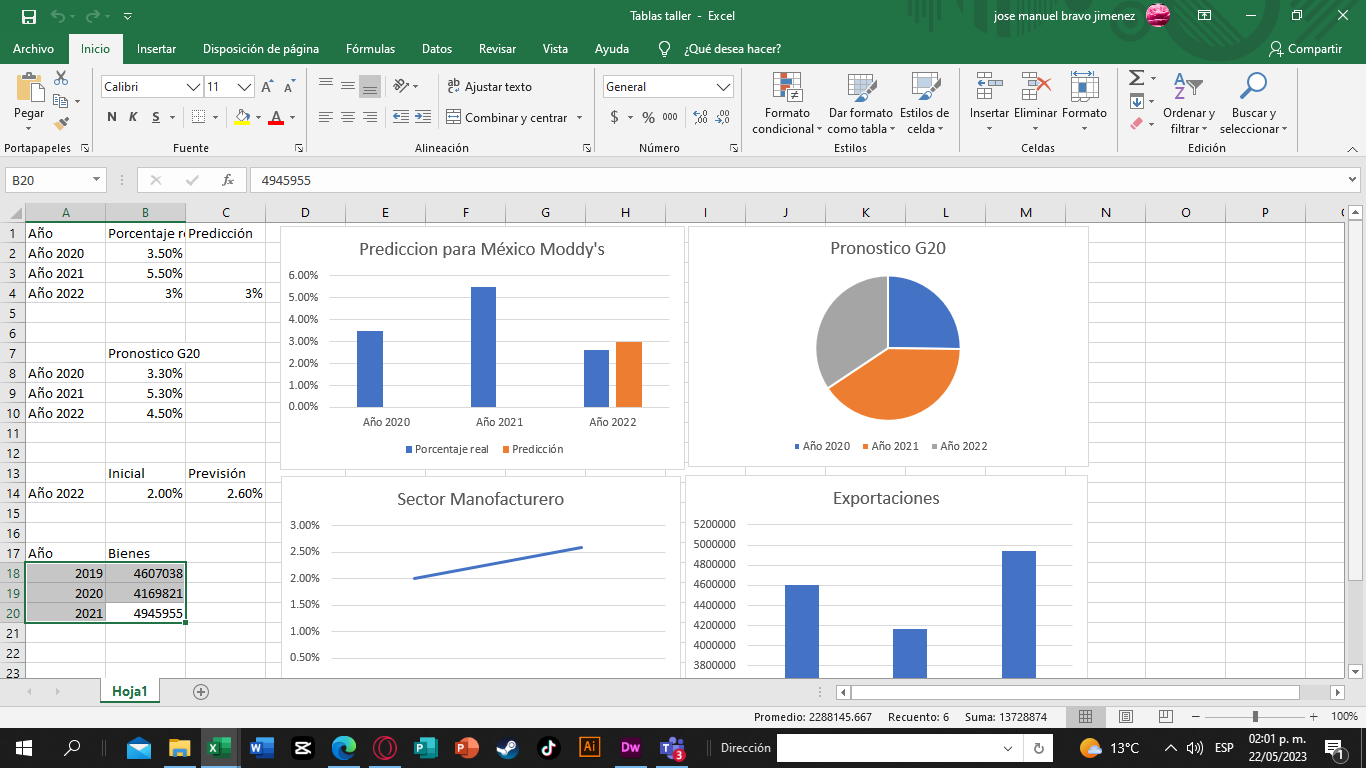 Tablas taller - Excel
jose manuel bravo jimenez
Archivo Inicio Insertar Disposición de página Fórmulas Datos Revisar Vista Ayuda ¿Qué desea hacer? Compartir
Pegar
Calibri 11
N K S
A A
Ajustar texto
Combinar y centrar
General
$ % 000
Formato condicional
Dar formato como tabla
Estilos de celda
Insertar Eliminar Formato
Ordenar y filtrar
Buscar y seleccionar
Portapapeles Fuente Alineación Número Estilos Celdas Edición
B20 fx 4945955
A B C D E F G H I J K L M N O P
1 Año Porcentaje r Predicción
2 Año 2020 3.50%
3 Año 2021 5.50%
4 Año 2022 3% 3%
5
6
7 Pronostico G20
8 Año 2020 3.30%
9 Año 2021 5.30%
10 Año 2022 4.50%
11
12
13 Inicial Previsión
14 Año 2022 2.00% 2.60%
15
16
17 Año Bienes
18 2019 4607038
19 2020 4169821
20 2021 4945955
21
22
23
Prediccion para México Moddy's
6.00%
5.00%
4.00%
3.00%
2.00%
1.00%
0.00%
Año 2020 Año 2021 Año 2022
Porcentaje real Predicción
Pronostico G20
Año 2020 Año 2021 Año 2022
Sector Manofacturero
3.00%
2.50%
2.00%
1.50%
1.00%
0.50%
Exportaciones
5200000
5000000
4800000
4600000
4400000
4200000
4000000
3800000
Hoja1
Promedio: 2288145.667 Recuento: 6 Suma: 13728874 100%
Dirección
13°C
ESP
02:01 p. m.
22/05/2023